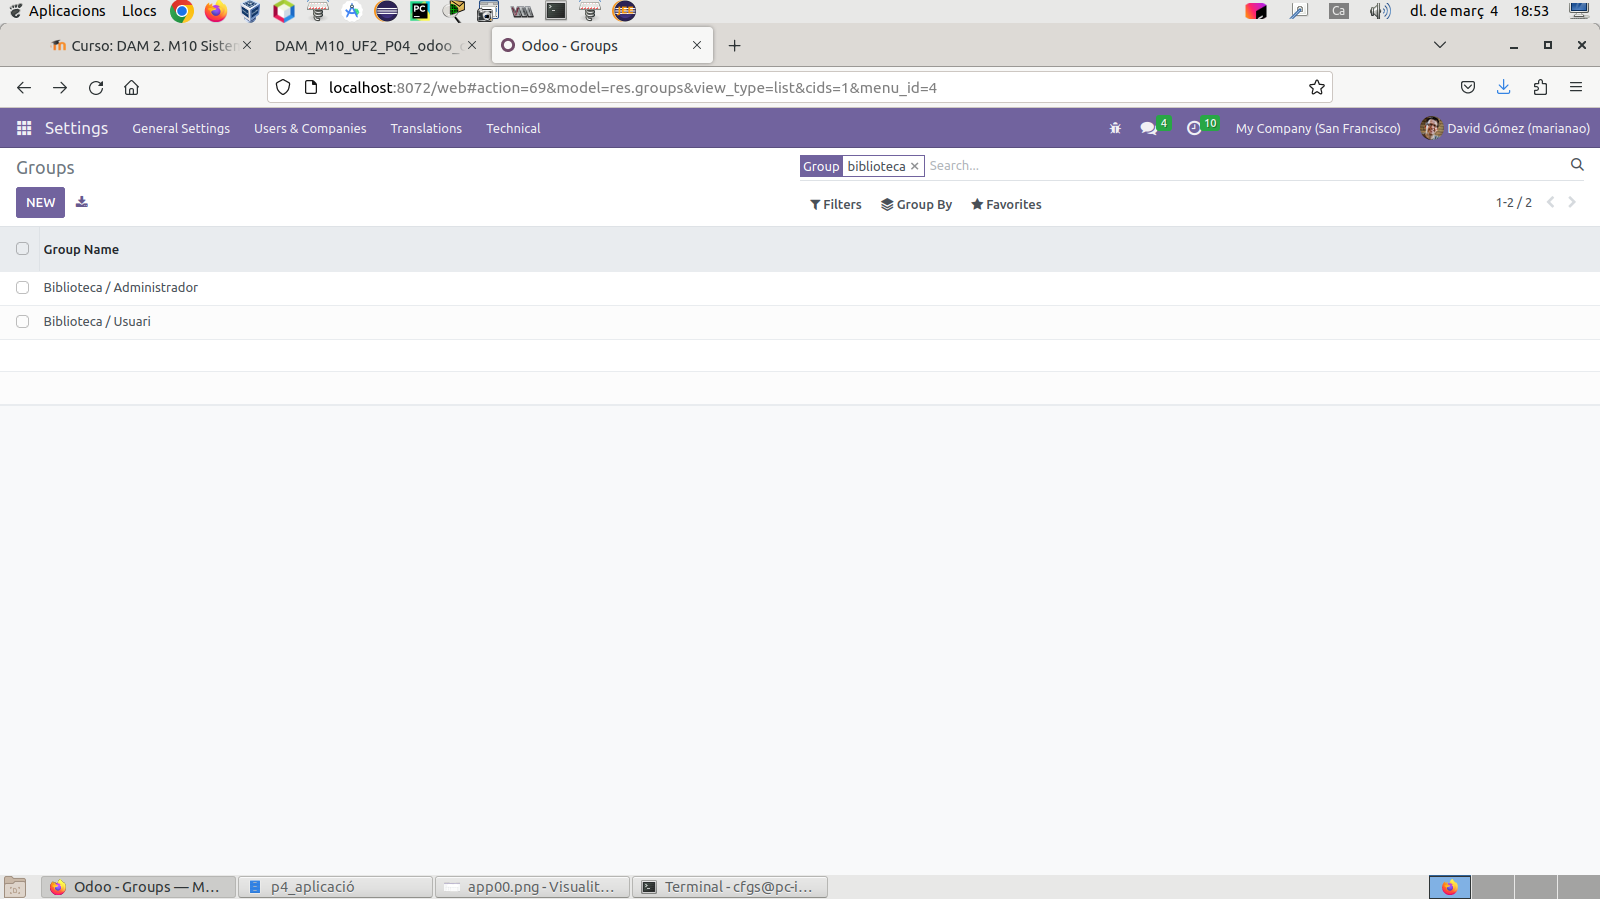 Aplicacions Llocs Ca dl. de març 4 18:53
Curso: DAM 2. M10 Sister DAM_M10_UF2_P04_odoo_ Odoo - Groups
localhost:8072/web#action=69&model=res.groups&view_type=list&cids=1&menu_id=4
Settings General Settings Users & Companies Translations Technical 4 10 My Company (San Francisco) David Gómez (marianao)
Groups Group biblioteca Search...
NEW Filters Group By Favorites 1-2 / 2
Group Name
Biblioteca / Administrador
Biblioteca / Usuari
Odoo - Groups — M... p4_aplicació app00.png - Visualit... Terminal - cfgs@pc-i...